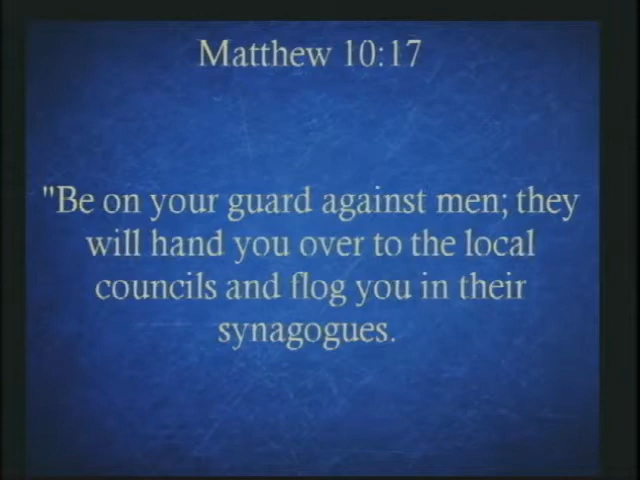 Matthew 10:17
"Be on your guard against men; they
will hand you over to the local
councils and flog you in their
synagogues.